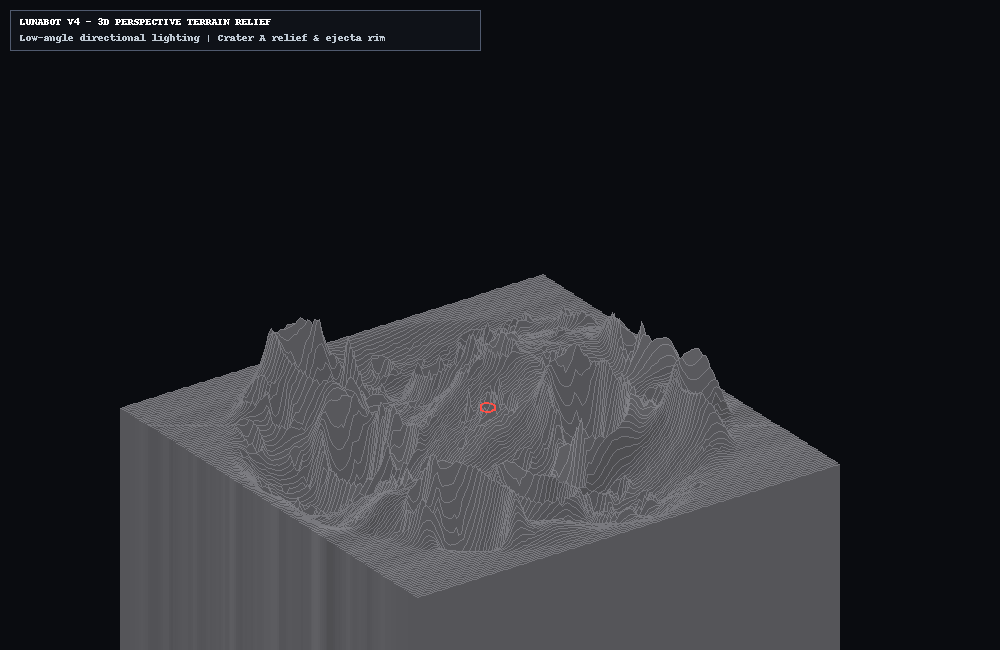 LUNABOT V4 - 3D PERSPECTIVE TERRAIN RELIEF
Low-angle directional lighting | Crater A relief & ejecta rim